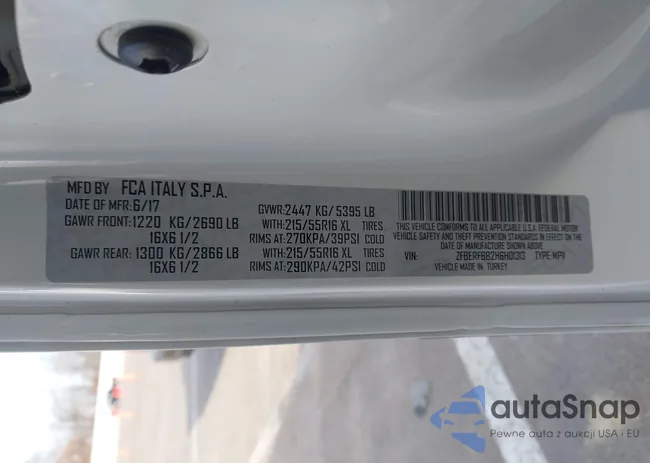 MFD BY FCA ITALY S.P.A.
DATE OF MFR: 6/17 GVWR: 2447 KG/ 5395 LB
GAWR FRONT: 1220 KG/2690 LB WITH: 215/55R16 XL TIRES
16X6 1/2 RIMS AT: 270KPA/39PSI COLD
GAWR REAR: 1300 KG/2866 LB WITH: 215/55R16 XL TIRES
16X6 1/2 RIMS AT: 290KPA/42PSI COLD
THIS VEHICLE CONFORMS TO ALL APPLICABLE U.S.A. FEDERAL MOTOR
VEHICLE SAFETY, BUMPER AND THEFT PREVENTION STANDARDS IN EFFECT
ON THE DATE OF MANUFACTURE SHOWN ABOVE.
VIN: TYPE: MPV
VEHICLE MADE IN: TURKEY
autaSnap
Pewne auta z aukcji USA i EU